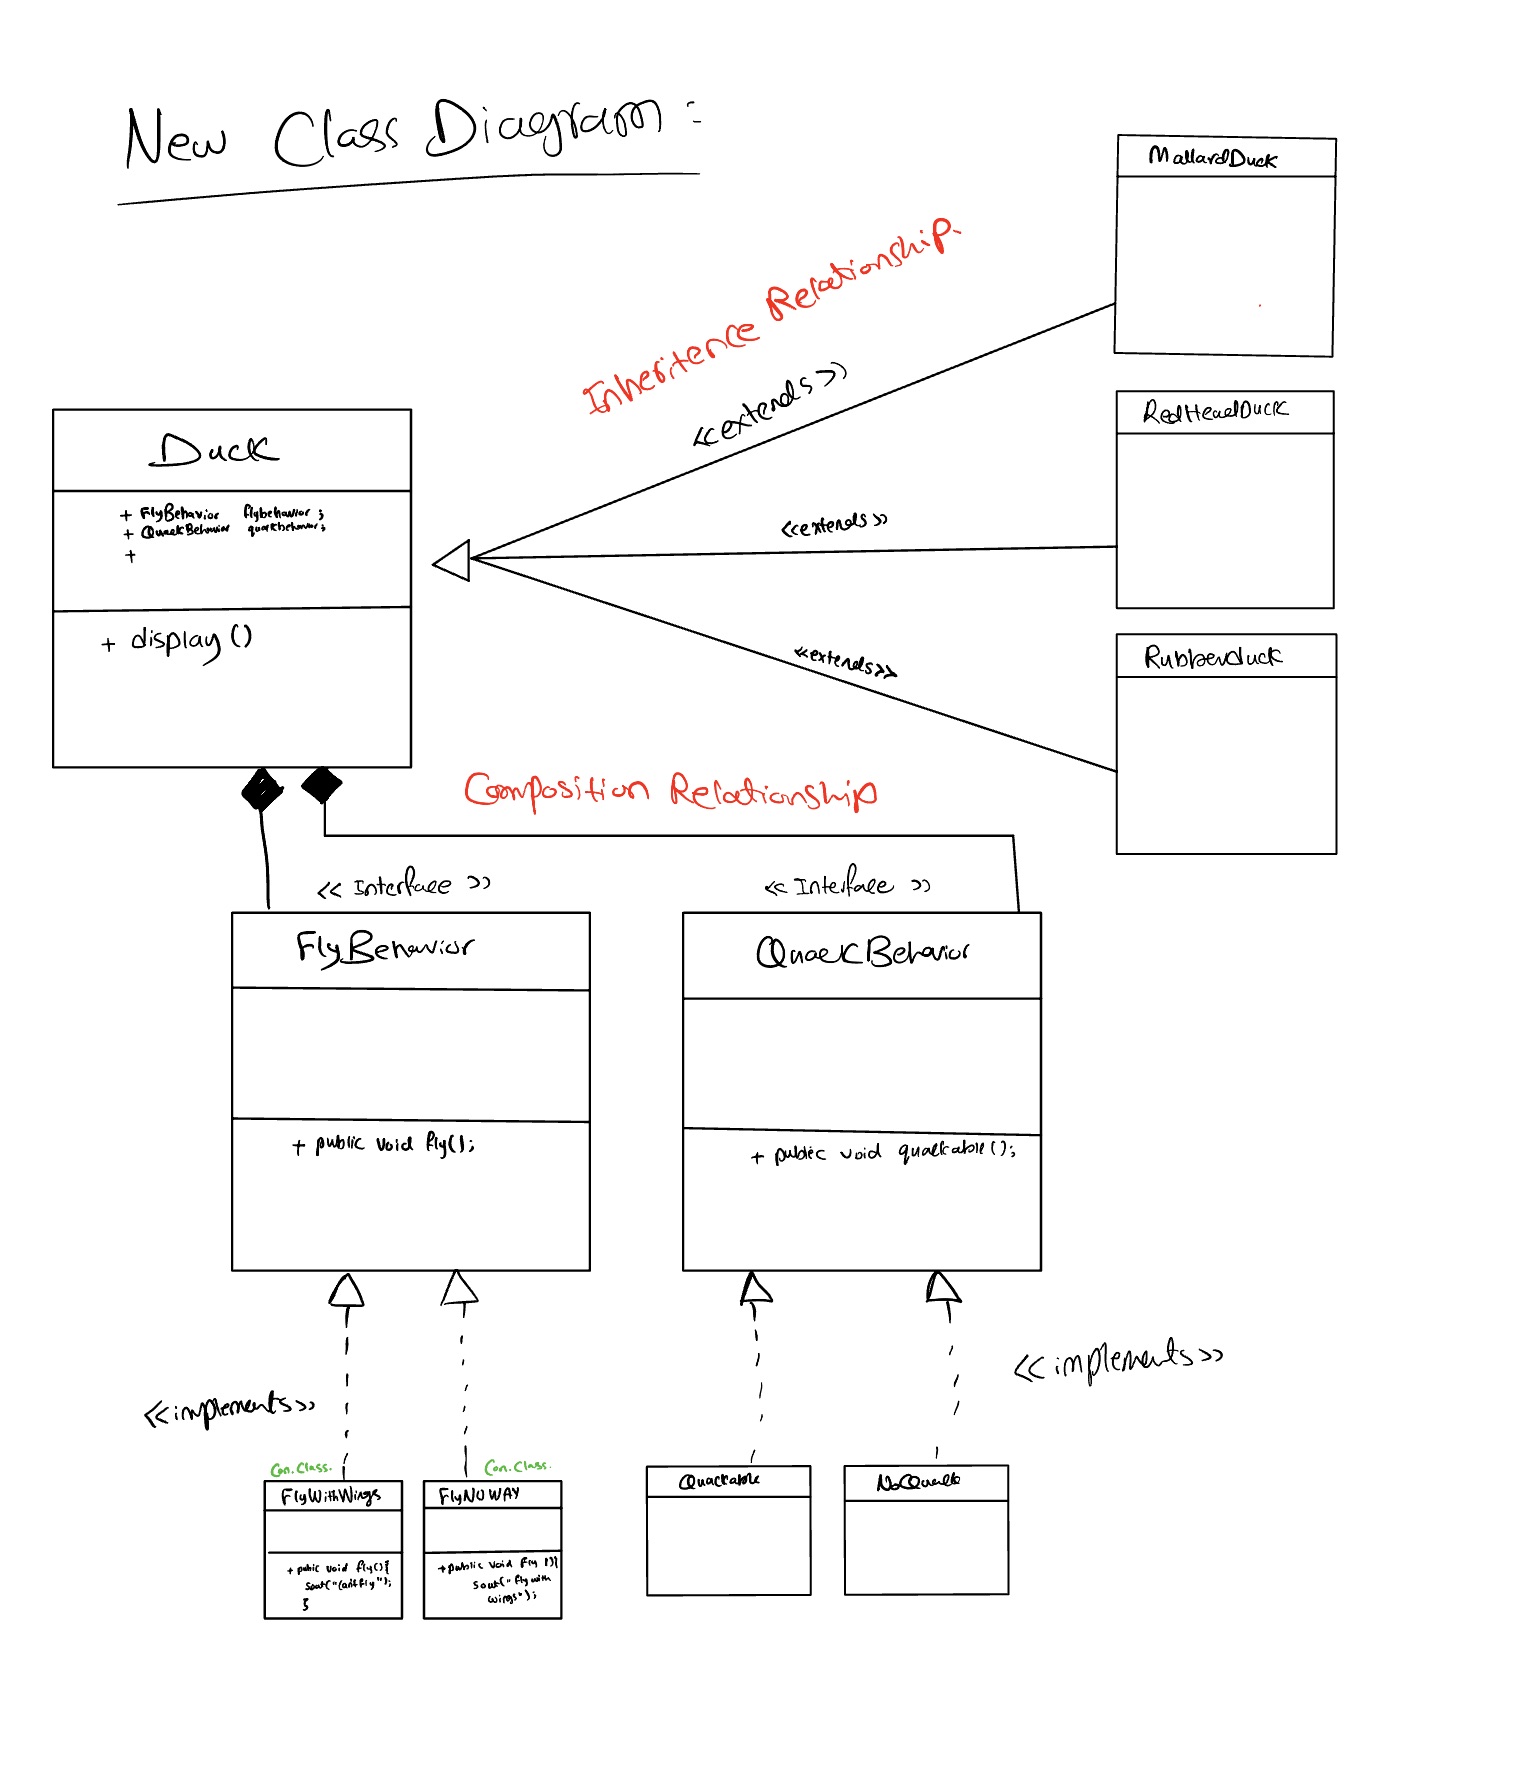 New Class Diagram:
MallardDuck
Inheritence Relationship.
<<extends>>
RedHeadDuck
Duck
+ FlyBehavior flybehavior;
+ QuackBehavior quackbehavior;
+
<<extends>>
+ display()
<<extends>>
Rubberduck
Composition Relationship
<< Interface >>
<< Interface >>
FlyBehavior
QuackBehavior
+ public void fly();
+ public void quackable();
<<implements>>
<<implements>>
Con.Class.
Con.Class.
FlyWithWings
FlyNOWAY
Quackable
NoQuack
+ public void fly(){
Sout("Cantfly");
}
+public void Fly (){
Sout("fly with
wings");